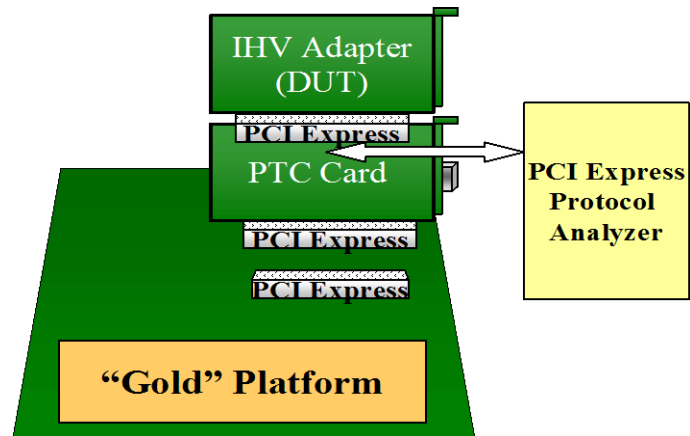 IHV Adapter
(DUT)
PCI Express
PTC Card
PCI Express
Protocol
Analyzer
PCI Express
PCI Express
“Gold” Platform